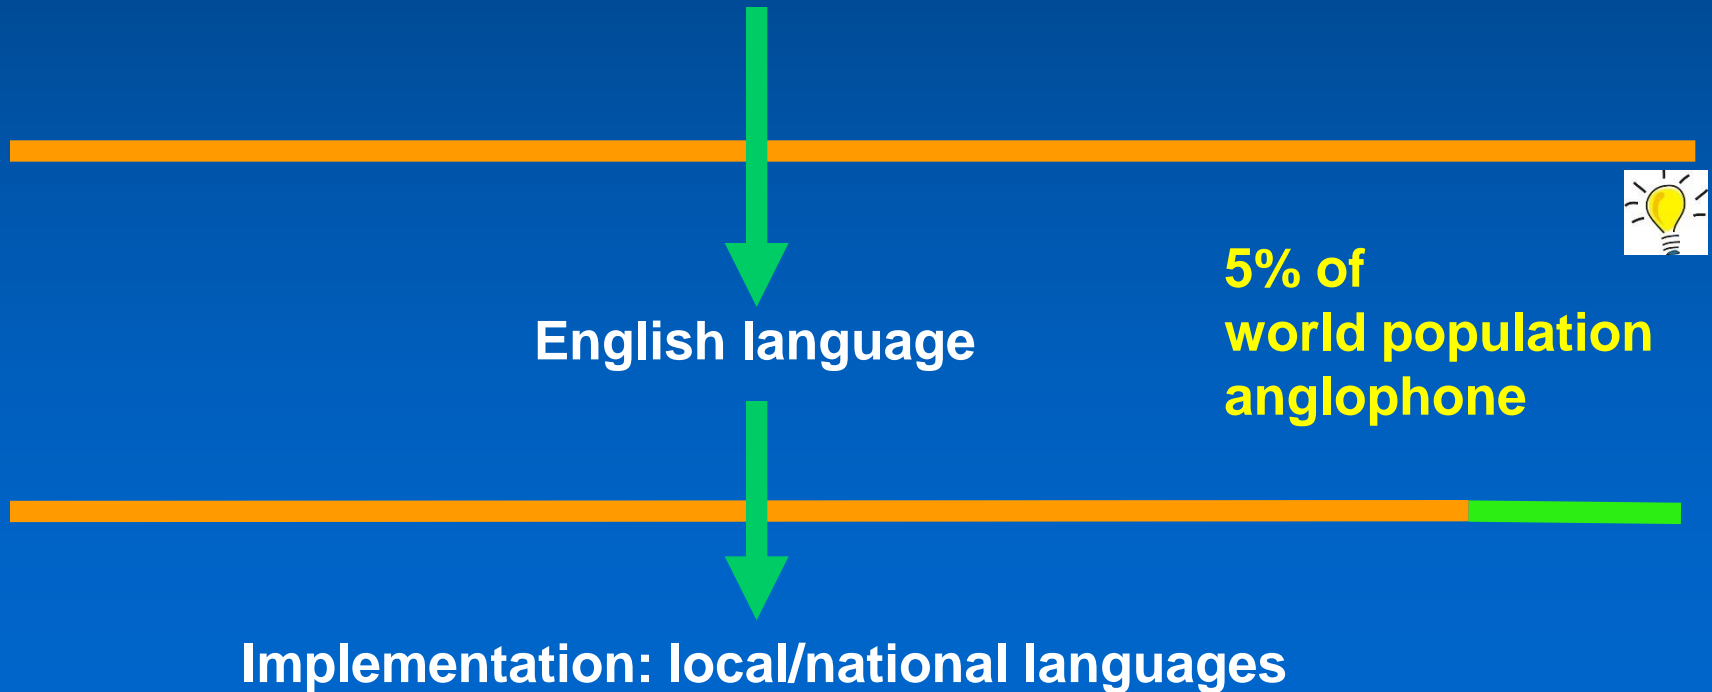 5% of
world population
anglophone
English language
Implementation: local/national languages